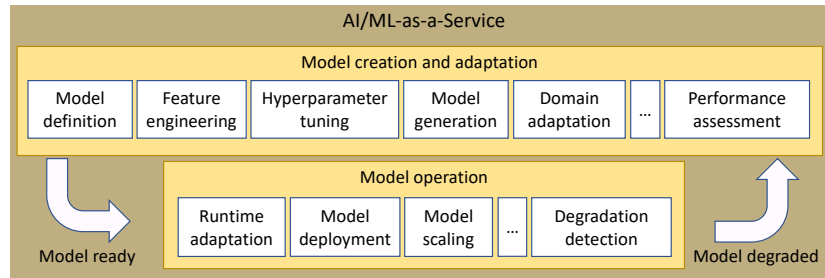 AI/ML-as-a-Service
Model creation and adaptation
Model definition
Feature engineering
Hyperparameter tuning
Model generation
Domain adaptation
...
Performance assessment
Model operation
Runtime adaptation
Model deployment
Model scaling
...
Degradation detection
Model ready
Model degraded